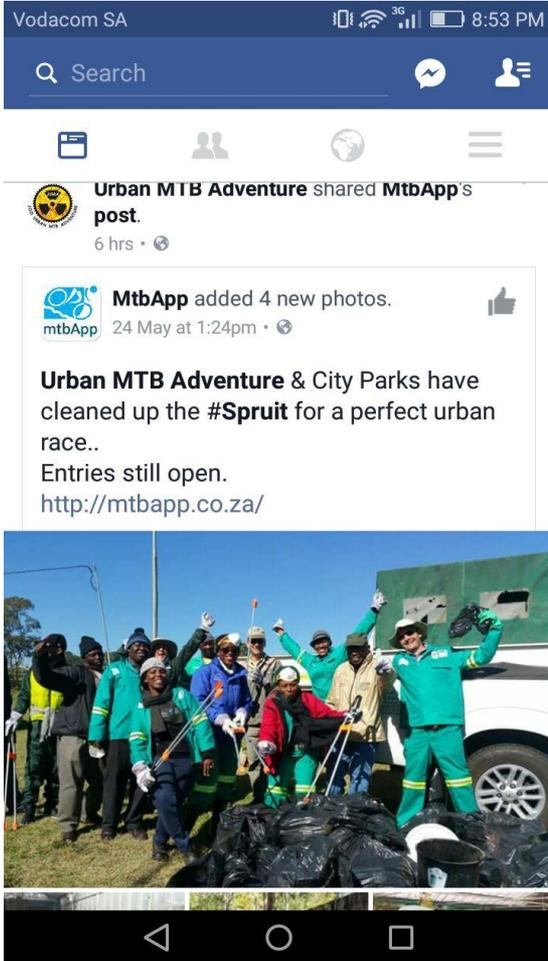 Vodacom SA 3G 8:53 PM
Search
Urban MTB Adventure shared MtbApp's
post.
6 hrs •
mtbApp
MtbApp added 4 new photos.
24 May at 1:24pm •
Urban MTB Adventure & City Parks have
cleaned up the #Spruit for a perfect urban
race..
Entries still open.
http://mtbapp.co.za/